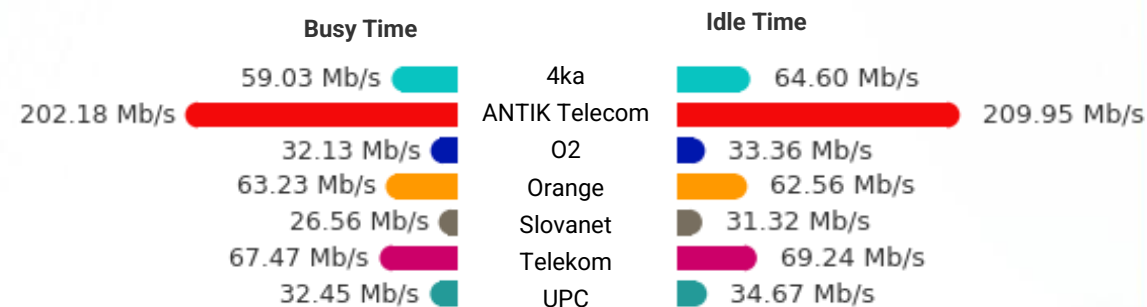 Busy Time Idle Time
59.03 Mb/s 4ka 64.60 Mb/s
202.18 Mb/s ANTIK Telecom 209.95 Mb/s
32.13 Mb/s O2 33.36 Mb/s
63.23 Mb/s Orange 62.56 Mb/s
26.56 Mb/s Slovanet 31.32 Mb/s
67.47 Mb/s Telekom 69.24 Mb/s
32.45 Mb/s UPC 34.67 Mb/s